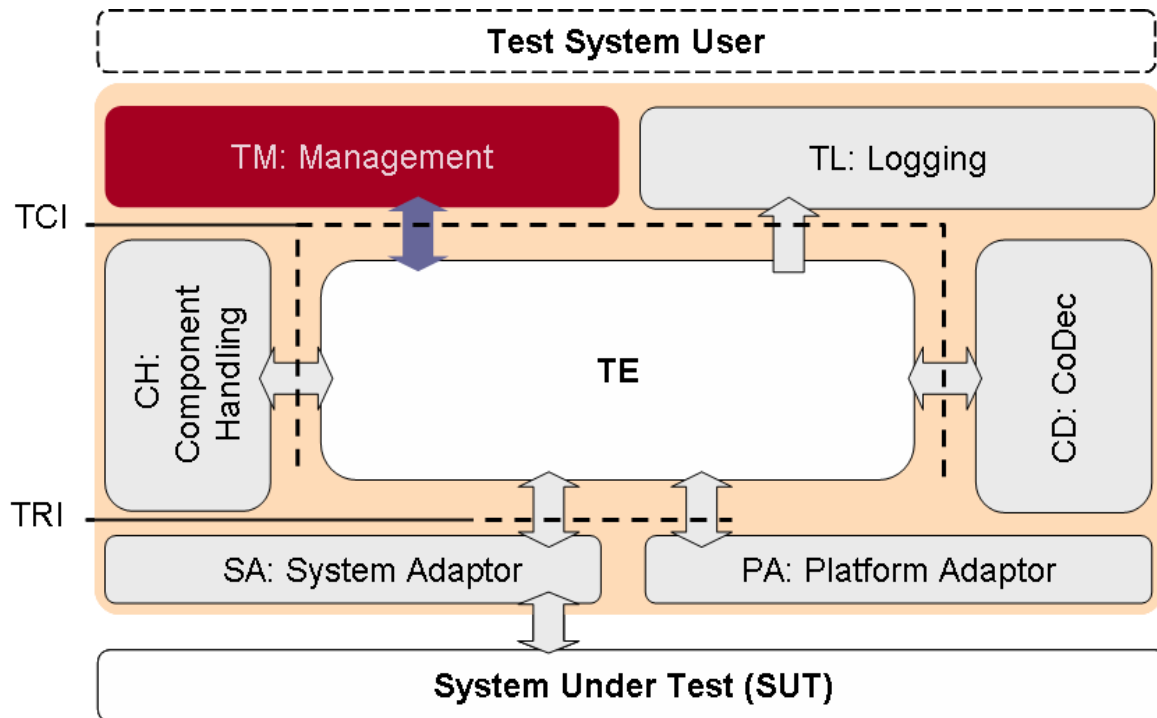 Test System User
TM: Management
TL: Logging
TCI
CH:
Component
Handling
TE
CD: CoDec
TRI
SA: System Adaptor
PA: Platform Adaptor
System Under Test (SUT)